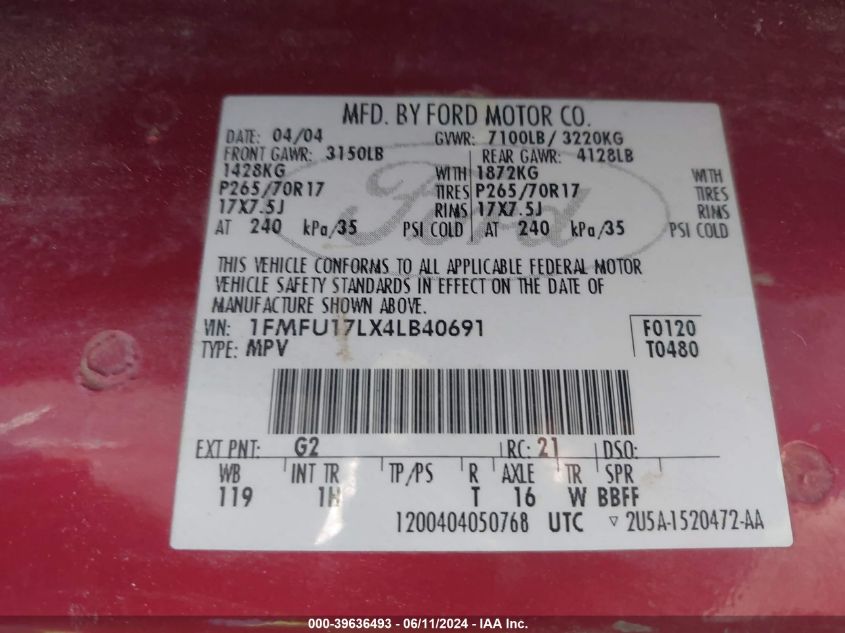 MFD. BY FORD MOTOR CO.
DATE: 04/04 GVWR: 7100LB/ 3220KG
FRONT GAWR: 3150LB REAR GAWR: 4128LB
1428KG WITH 1872KG WITH
P265/70R17 TIRES P265/70R17 TIRES
17X7.5J RIMS 17X7.5J RIMS
AT 240 kPa/35 PSI COLD AT 240 kPa/35 PSI COLD
Ford
THIS VEHICLE CONFORMS TO ALL APPLICABLE FEDERAL MOTOR
VEHICLE SAFETY STANDARDS IN EFFECT ON THE DATE OF
MANUFACTURE SHOWN ABOVE.
VIN: 1FMFU17LX4LB40691 F0120
TYPE: MPV T0480
EXT PNT: G2 RC: 21 DSO:
WB INT TR TP/PS R AXLE TR SPR
119 1H T 16 W BBFF
1200404050768 UTC ▽ 2U5A-1520472-AA
000-39636493 - 06/11/2024 - IAA Inc.